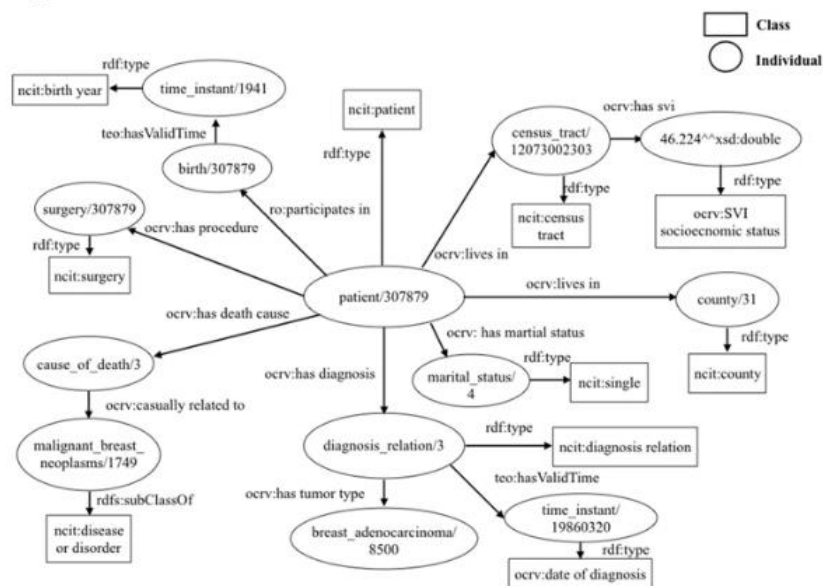 Class
Individual
rdf:type
ncit:birth year
time_instant/1941
teo:hasValidTime
birth/307879
ncit:patient
rdf:type
ocrv:has svi
census_tract/
12073002303
46.224^^xsd:double
rdf:type
rdf:type
ncit:census
tract
ocrv:SVI
socioecnomic status
surgery/307879
ocrv:has procedure
ro:participates in
rdf:type
ncit:surgery
ocrv:lives in
patient/307879
ocrv:lives in
county/31
rdf:type
ncit:county
ocrv:has death cause
ocrv: has martial status
cause_of_death/3
ocrv:has diagnosis
rdf:type
marital_status/
4
ncit:single
ocrv:casually related to
malignant_breast_
neoplasms/1749
diagnosis_relation/3
rdf:type
ncit:diagnosis relation
rdfs:subClassOf
ocrv:has tumor type
teo:hasValidTime
ncit:disease
or disorder
breast_adenocarcinoma/
8500
time_instant/
19860320
rdf:type
ocrv:date of diagnosis